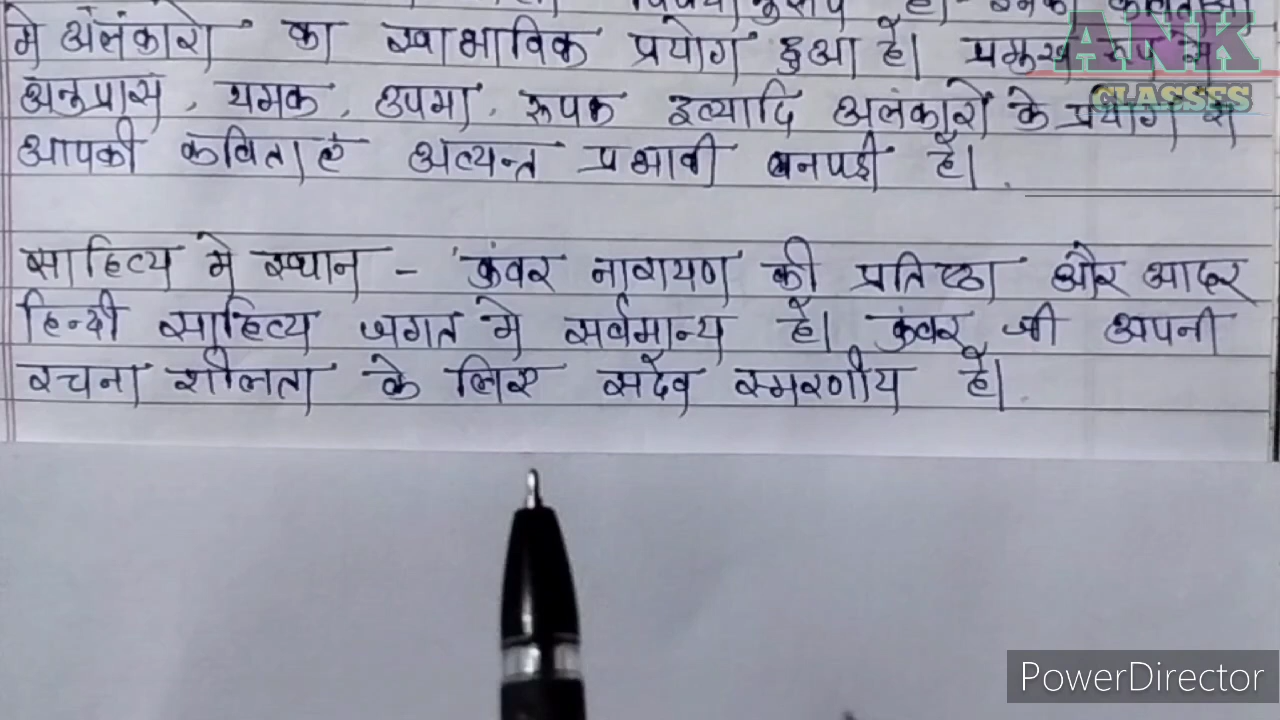 है।
मे अलंकारो का स्वाभाविक प्रयोग हुआ है। प्रमुख रूप से
अनुप्रास, यमक, उपमा, रूपक इत्यादि अलंकारों के प्रयोग से
आपकी कविताएं अत्यन्त प्रभावी बनपड़ी है।
साहित्य मे स्थान - कुंवर नारायण की प्रतिष्ठा और आदर
हिन्दी साहित्य जगत मे सर्वमान्य है। कुंवर जी अपनी
रचना शीलता के लिए सदैव स्मरणीय है।
ANK
CLASSES
PowerDirector